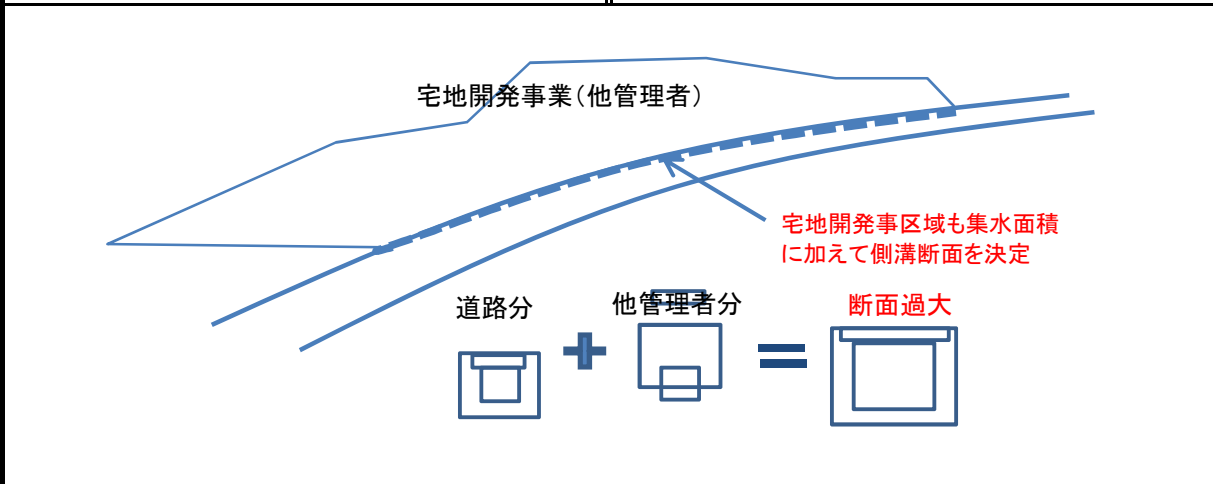 宅地開発事業(他管理者)
宅地開発事区域も集水面積
に加えて側溝断面を決定
道路分
他管理者分
断面過大